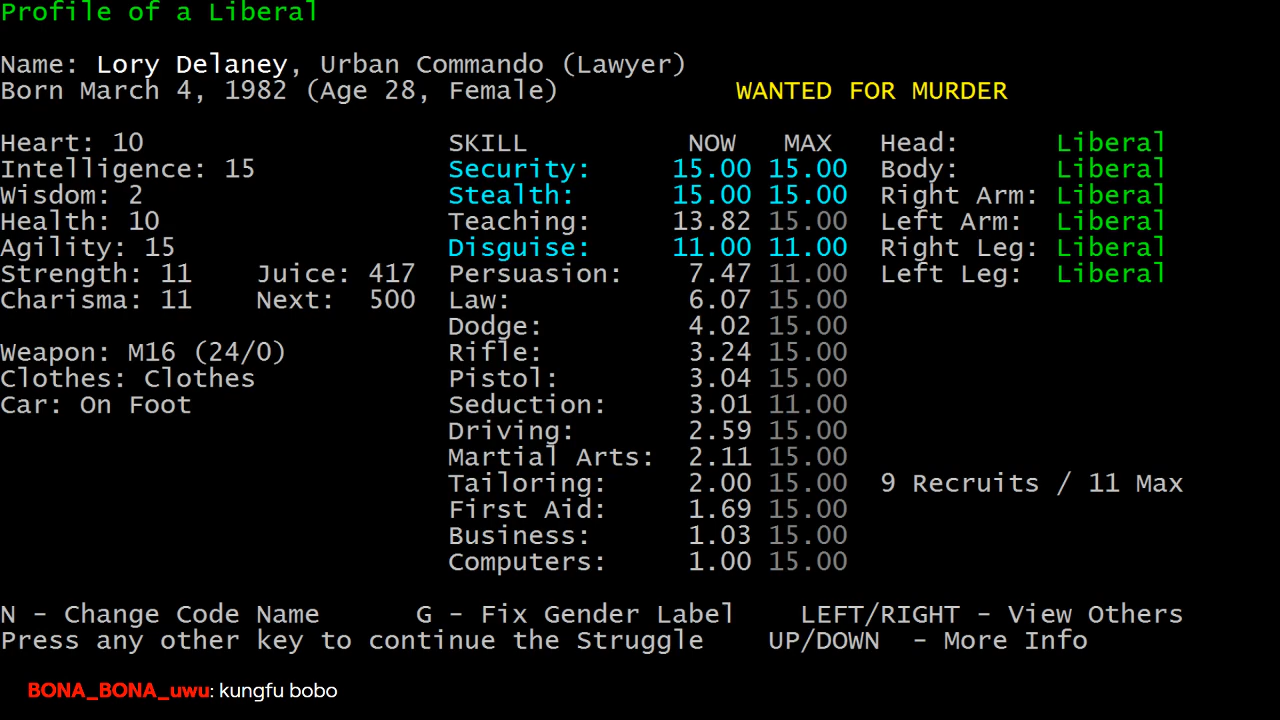 Profile of a Liberal
Name: Lory Delaney, Urban Commando (Lawyer)
Born March 4, 1982 (Age 28, Female) WANTED FOR MURDER
Heart: 10 SKILL NOW MAX Head: Liberal
Intelligence: 15 Security: 15.00 15.00 Body: Liberal
Wisdom: 2 Stealth: 15.00 15.00 Right Arm: Liberal
Health: 10 Teaching: 13.82 15.00 Left Arm: Liberal
Agility: 15 Disguise: 11.00 11.00 Right Leg: Liberal
Strength: 11 Juice: 417 Persuasion: 7.47 11.00 Left Leg: Liberal
Charisma: 11 Next: 500 Law: 6.07 15.00
Dodge: 4.02 15.00
Weapon: M16 (24/0) Rifle: 3.24 15.00
Clothes: Clothes Pistol: 3.04 15.00
Car: On Foot Seduction: 3.01 11.00
Driving: 2.59 15.00
Martial Arts: 2.11 15.00
Tailoring: 2.00 15.00 9 Recruits / 11 Max
First Aid: 1.69 15.00
Business: 1.03 15.00
Computers: 1.00 15.00
N - Change Code Name G - Fix Gender Label LEFT/RIGHT - View Others
Press any other key to continue the Struggle UP/DOWN - More Info
BONA_BONA_uwu: kungfu bobo